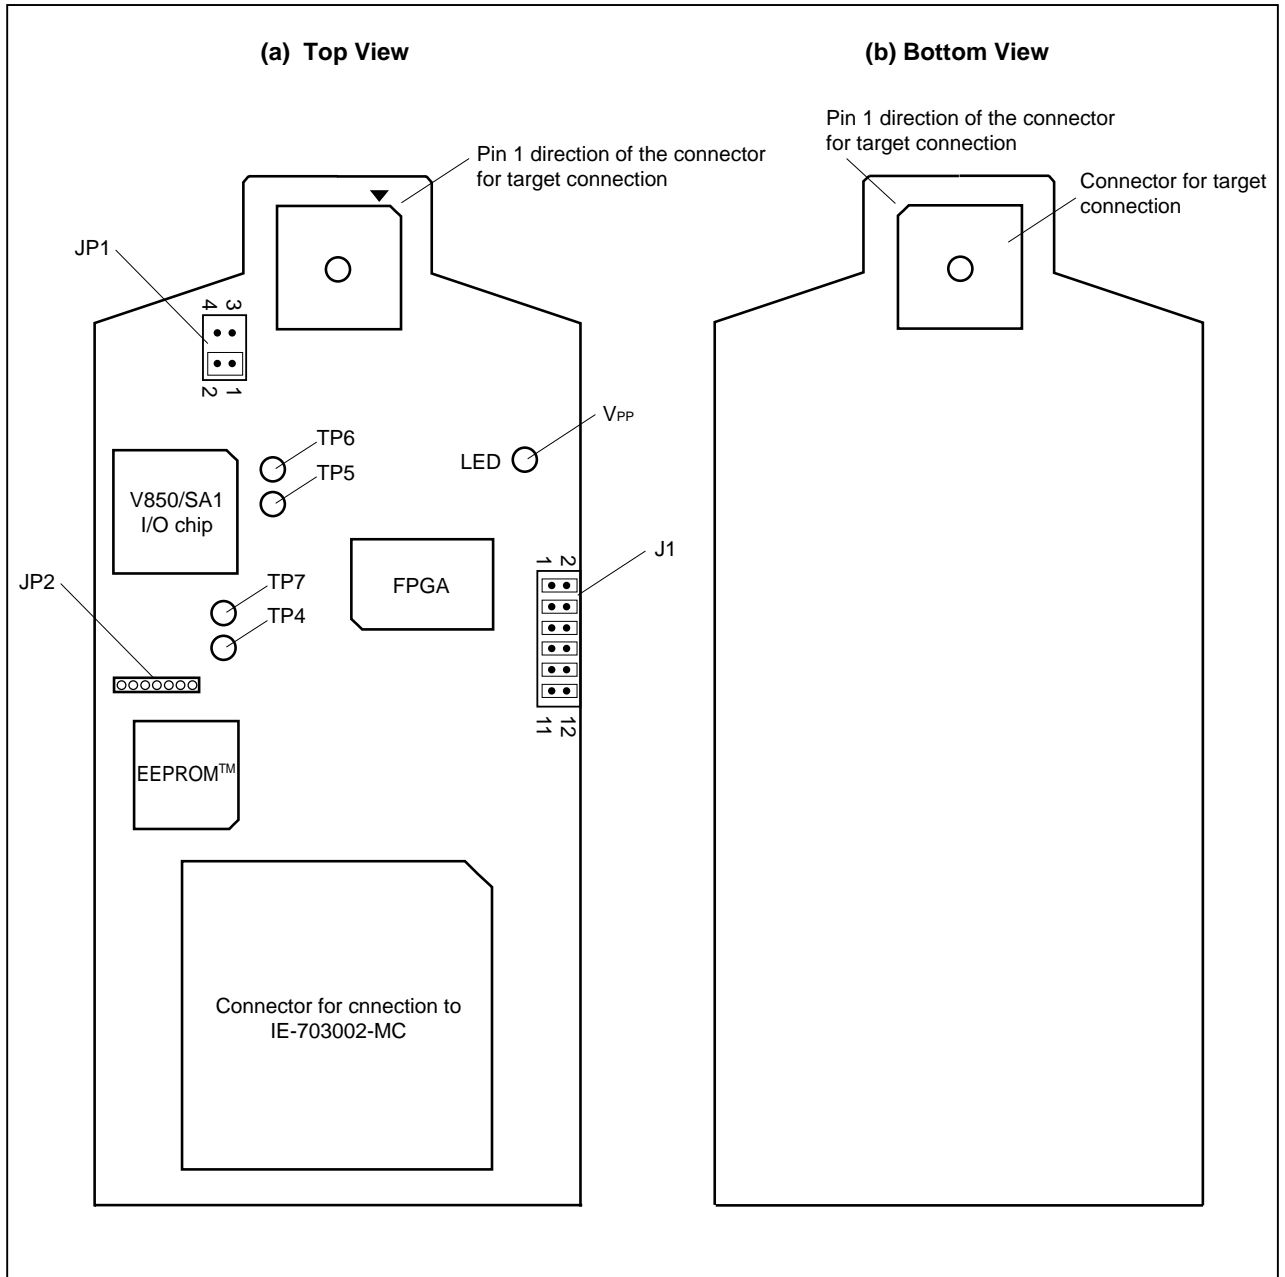 (a) Top View
(b) Bottom View
Pin 1 direction of the connector
for target connection
Pin 1 direction of the connector
for target connection
Connector for target
connection
JP1
4 3
2 1
VPP
TP6
LED
TP5
V850/SA1
I/O chip
1 2
J1
JP2
TP7
FPGA
TP4
11 12
EEPROM™
Connector for cnnection to
IE-703002-MC